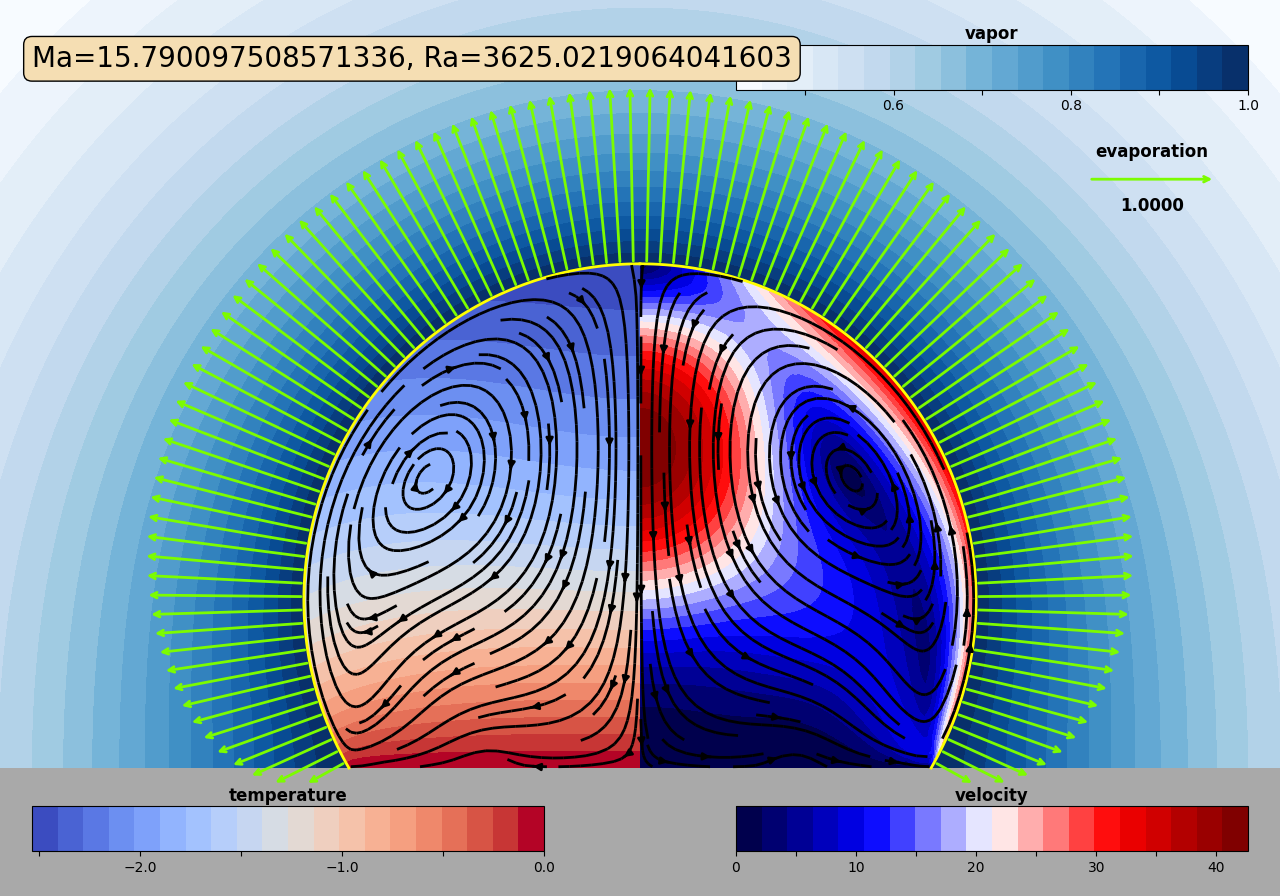 vapor
Ma=15.790097508571336, Ra=3625.0219064041603
0.6 0.8 1.0
evaporation
1.0000
temperature
−2.0 −1.0 0.0
velocity
0 10 20 30 40